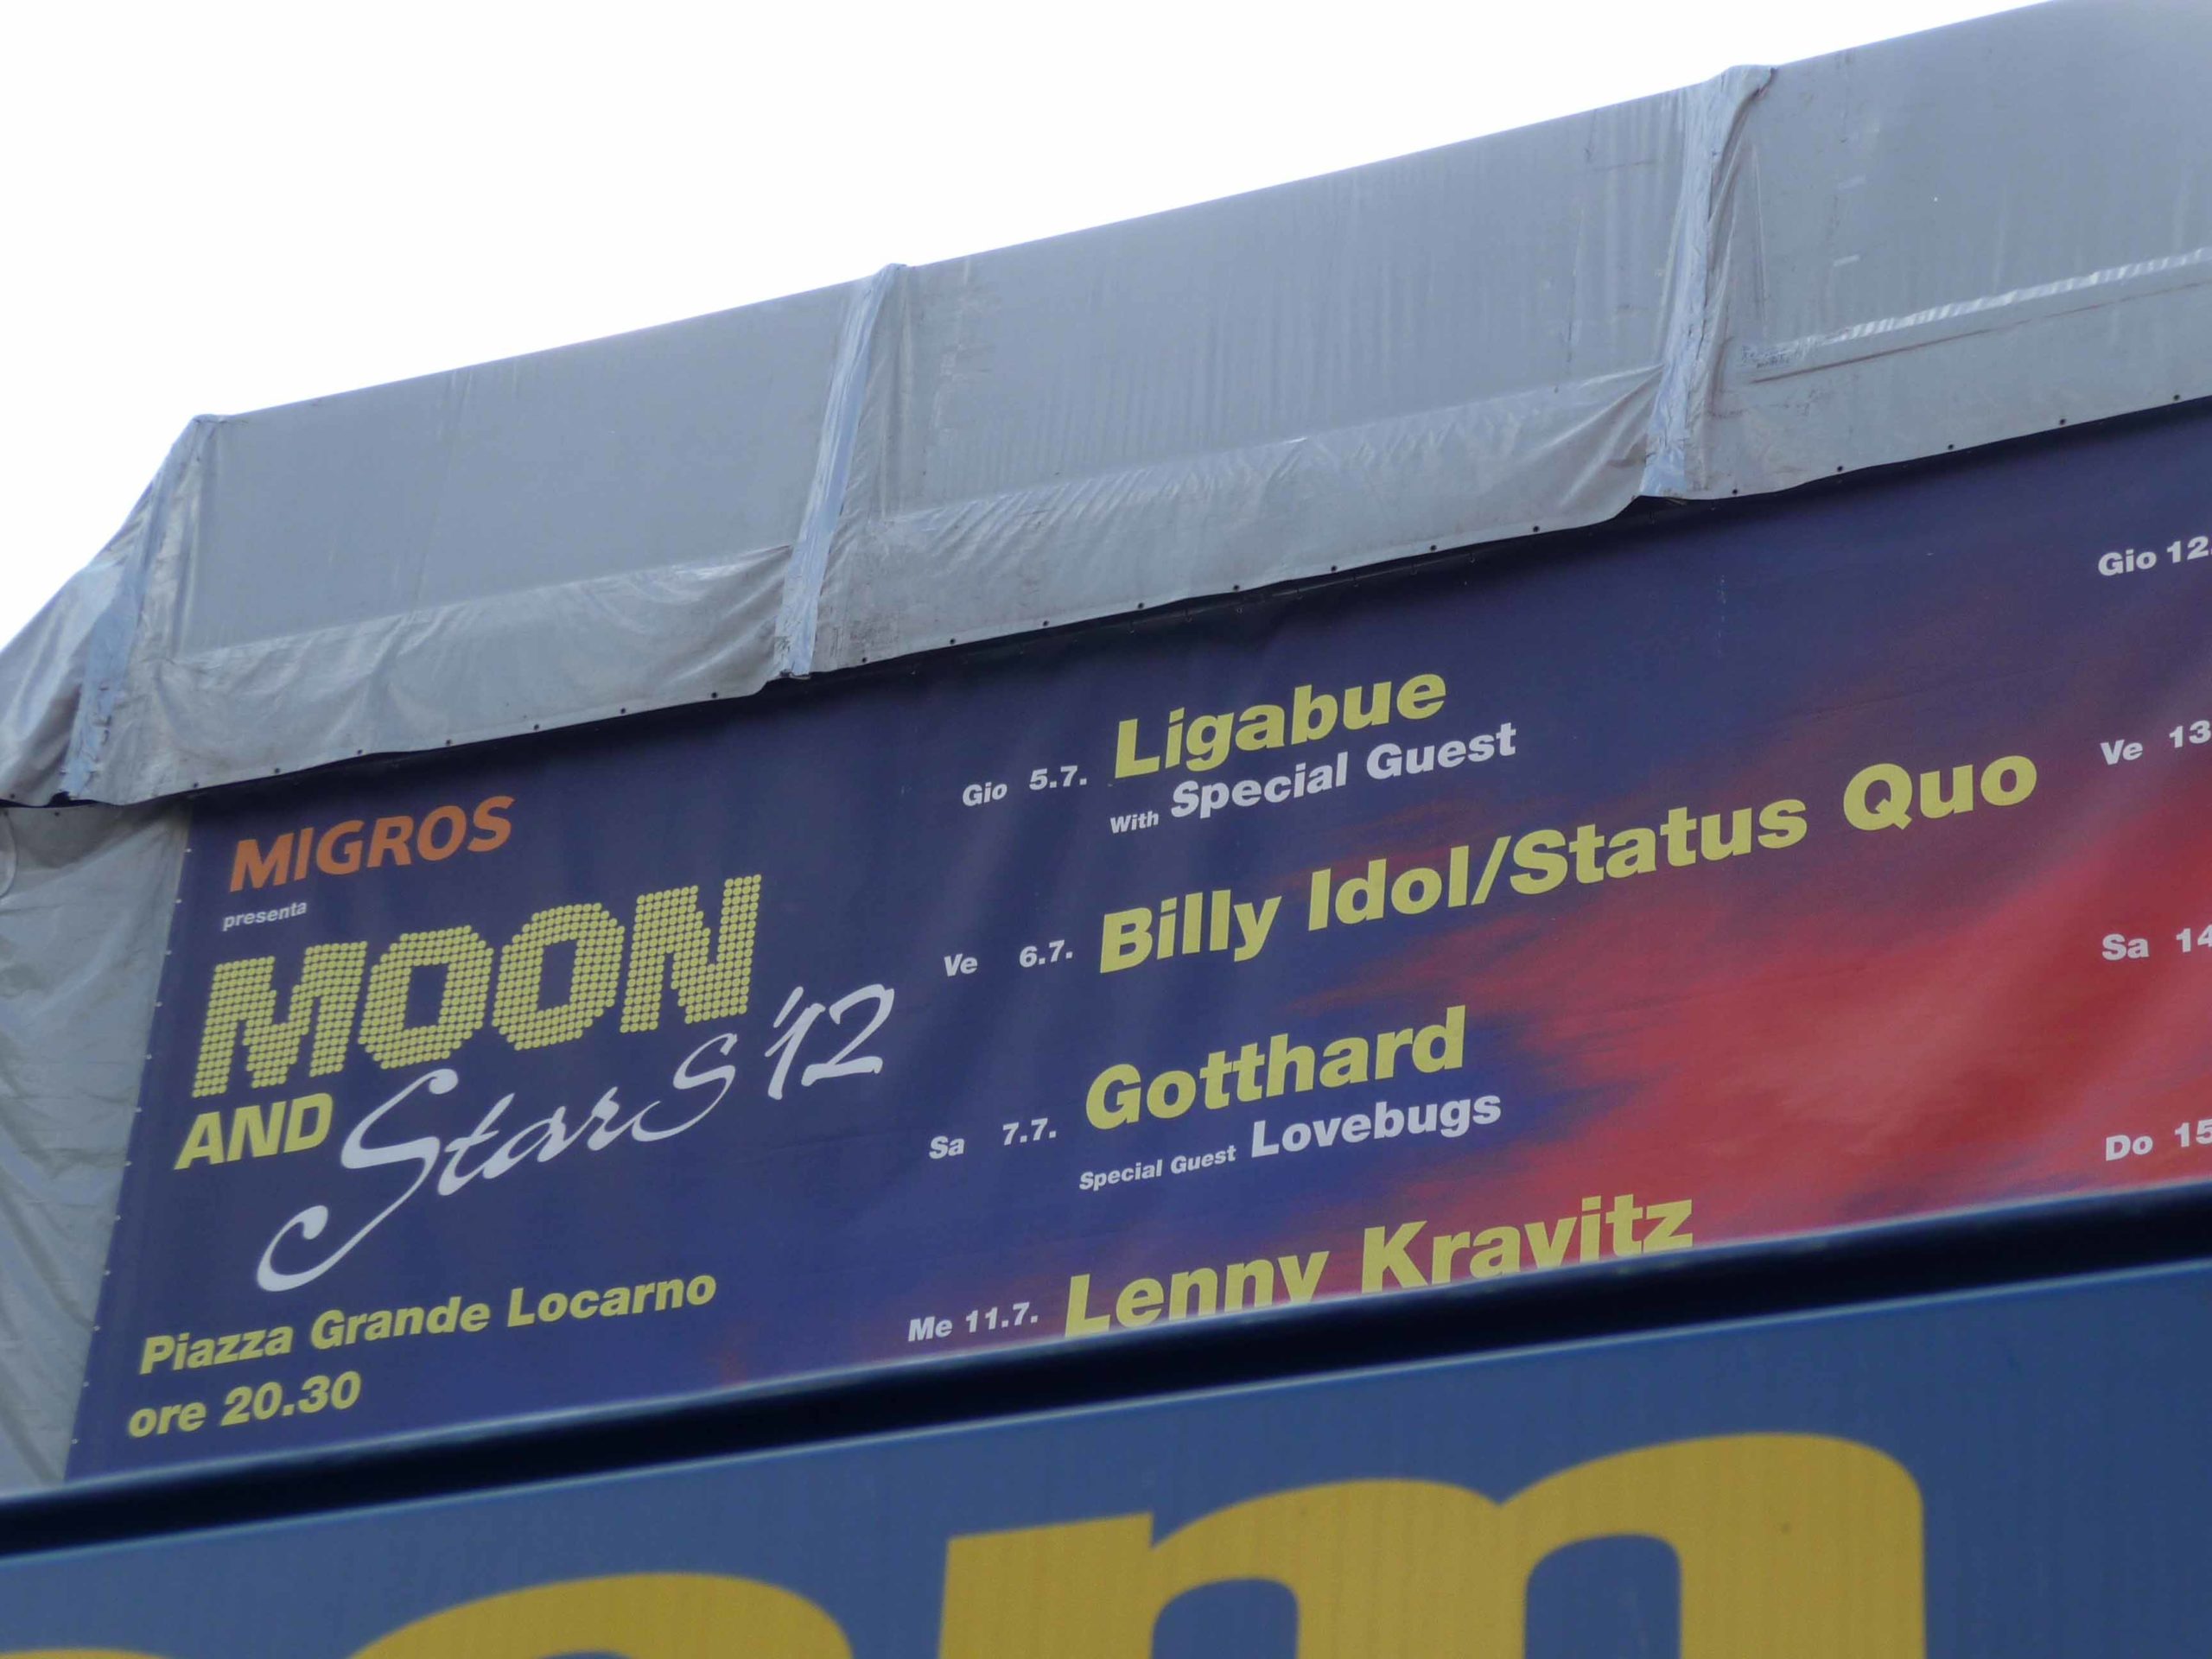 MIGROS
presenta
MOON
AND StarS '12
Piazza Grande Locarno
ore 20.30
Gio 5.7. Ligabue
With Special Guest
Ve 6.7. Billy Idol/Status Quo
Sa 7.7. Gotthard
Special Guest Lovebugs
Me 11.7. Lenny Kravitz
Gio 12
Ve 13
Sa 14
Do 15